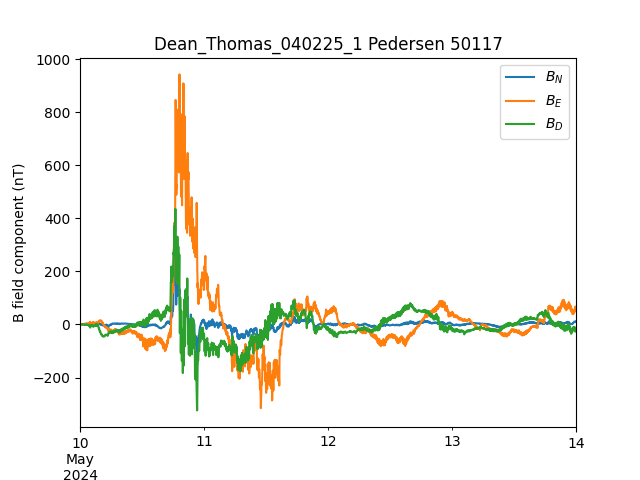 Dean_Thomas_040225_1 Pedersen 50117
B field component (nT)
1000
800
600
400
200
0
−200
B_N
B_E
B_D
10
11
12
13
14
May
2024